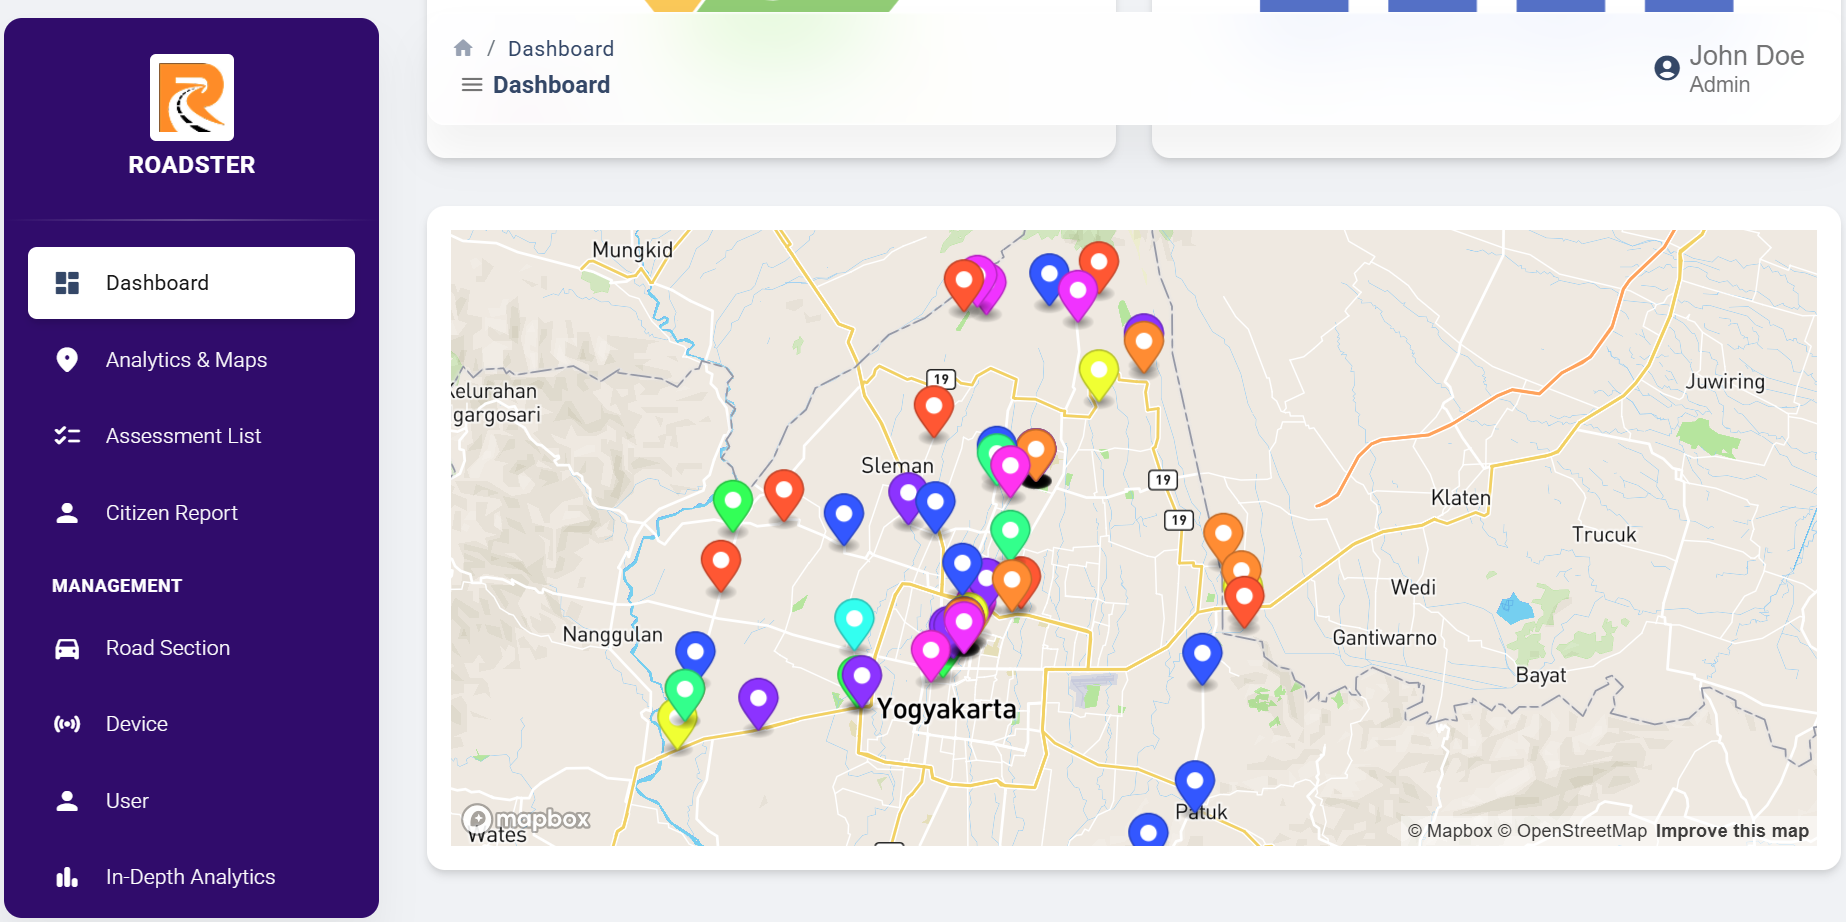 ROADSTER
Dashboard
Analytics & Maps
Assessment List
Citizen Report
MANAGEMENT
Road Section
Device
User
In-Depth Analytics
/ Dashboard
Dashboard
John Doe
Admin
Mungkid
19
Juwiring
Kelurahan
gargosari
Sleman
19
Klaten
19
Trucuk
Wedi
Nanggulan
Gantiwarno
Bayat
Yogyakarta
Patuk
mapbox
Wates
© Mapbox © OpenStreetMap Improve this map